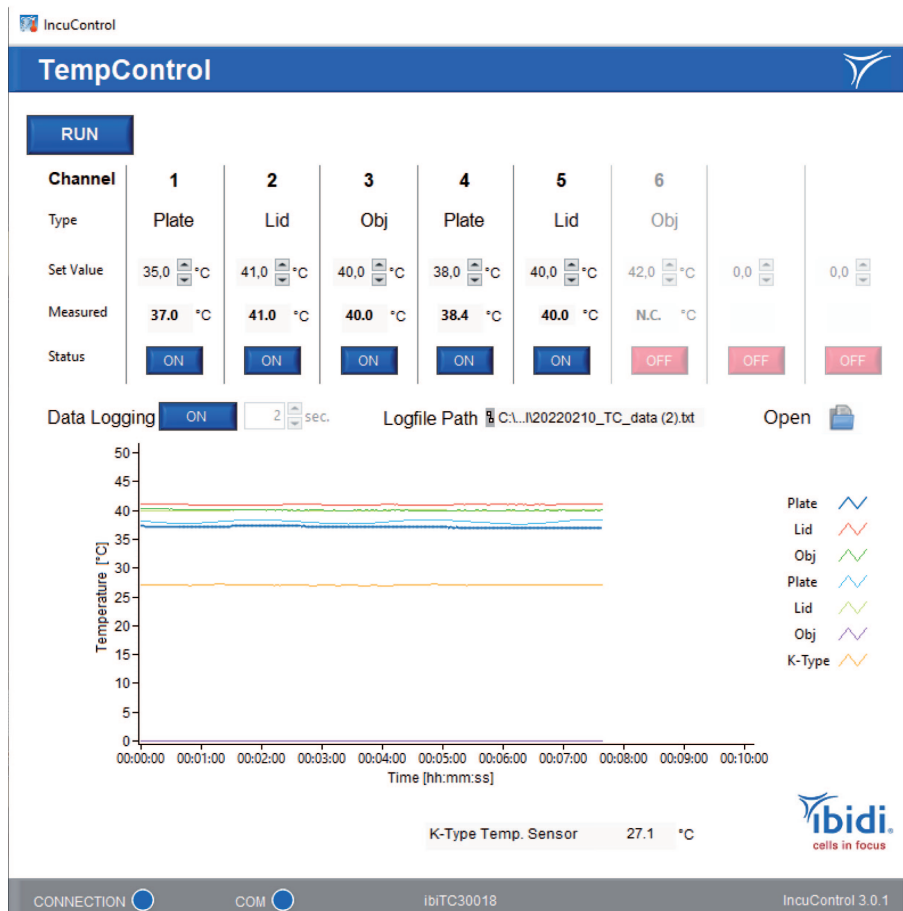 IncuControl
TempControl
RUN
Channel 1 2 3 4 5 6
Type Plate Lid Obj Plate Lid Obj
Set Value 35,0 °C 41,0 °C 40,0 °C 38,0 °C 40,0 °C 42,0 °C 0,0 0,0
Measured 37.0 °C 41.0 °C 40.0 °C 38.4 °C 40.0 °C N.C. °C
Status ON ON ON ON ON OFF OFF OFF
Data Logging ON 2 sec. Logfile Path C:\...I\20220210_TC_data (2).txt Open
50
45
40
35
30
25
20
15
10
5
0
Temperature [°C]
00:00:00 00:01:00 00:02:00 00:03:00 00:04:00 00:05:00 00:06:00 00:07:00 00:08:00 00:09:00 00:10:00
Time [hh:mm:ss]
Plate
Lid
Obj
Plate
Lid
Obj
K-Type
K-Type Temp. Sensor 27.1 °C
ibidi.
cells in focus
CONNECTION COM ibiTC30018 IncuControl 3.0.1